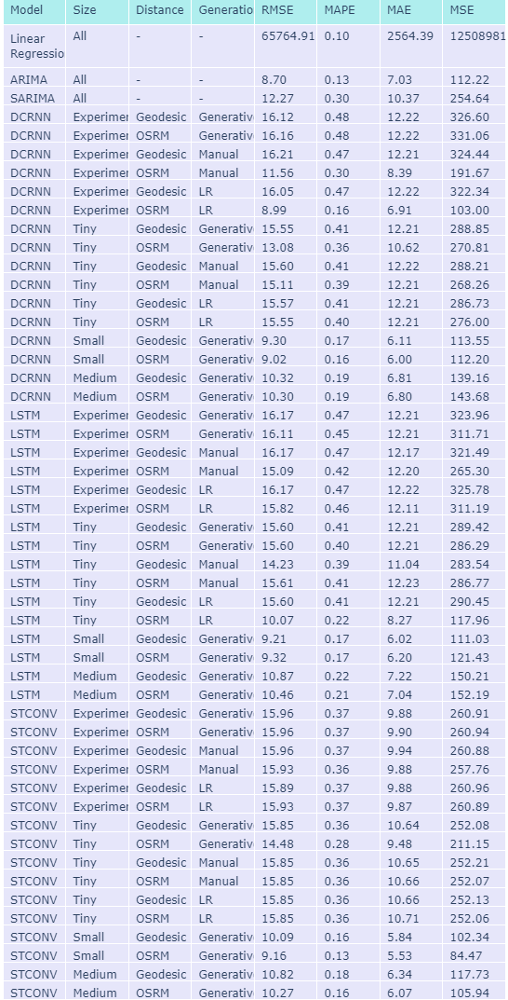 Model Size Distance Generatio RMSE MAPE MAE MSE
Linear All - - 65764.91 0.10 2564.39 12508981
Regressio
ARIMA All - - 8.70 0.13 7.03 112.22
SARIMA All - - 12.27 0.30 10.37 254.64
DCRNN Experimer Geodesic Generativ 16.12 0.48 12.22 326.60
DCRNN Experimer OSRM Generativ 16.16 0.48 12.22 331.06
DCRNN Experimer Geodesic Manual 16.21 0.47 12.21 324.44
DCRNN Experimer OSRM Manual 11.56 0.30 8.39 191.67
DCRNN Experimer Geodesic LR 16.05 0.47 12.22 322.34
DCRNN Experimer OSRM LR 8.99 0.16 6.91 103.00
DCRNN Tiny Geodesic Generativ 15.55 0.41 12.21 288.85
DCRNN Tiny OSRM Generativ 13.08 0.36 10.62 270.81
DCRNN Tiny Geodesic Manual 15.60 0.41 12.22 288.21
DCRNN Tiny OSRM Manual 15.11 0.39 12.21 268.26
DCRNN Tiny Geodesic LR 15.57 0.41 12.21 286.73
DCRNN Tiny OSRM LR 15.55 0.40 12.21 276.00
DCRNN Small Geodesic Generativ 9.30 0.17 6.11 113.55
DCRNN Small OSRM Generativ 9.02 0.16 6.00 112.20
DCRNN Medium Geodesic Generativ 10.32 0.19 6.81 139.16
DCRNN Medium OSRM Generativ 10.30 0.19 6.80 143.68
LSTM Experimer Geodesic Generativ 16.17 0.47 12.21 323.96
LSTM Experimer OSRM Generativ 16.11 0.45 12.21 311.71
LSTM Experimer Geodesic Manual 16.17 0.47 12.17 321.49
LSTM Experimer OSRM Manual 15.09 0.42 12.20 265.30
LSTM Experimer Geodesic LR 16.17 0.47 12.22 325.78
LSTM Experimer OSRM LR 15.82 0.46 12.11 311.19
LSTM Tiny Geodesic Generativ 15.60 0.41 12.21 289.42
LSTM Tiny OSRM Generativ 15.60 0.40 12.21 286.29
LSTM Tiny Geodesic Manual 14.23 0.39 11.04 283.54
LSTM Tiny OSRM Manual 15.61 0.41 12.23 286.77
LSTM Tiny Geodesic LR 15.60 0.41 12.21 290.45
LSTM Tiny OSRM LR 10.07 0.22 8.27 117.96
LSTM Small Geodesic Generativ 9.21 0.17 6.02 111.03
LSTM Small OSRM Generativ 9.32 0.17 6.20 121.43
LSTM Medium Geodesic Generativ 10.87 0.22 7.22 150.21
LSTM Medium OSRM Generativ 10.46 0.21 7.04 152.19
STCONV Experimer Geodesic Generativ 15.96 0.37 9.88 260.91
STCONV Experimer OSRM Generativ 15.96 0.37 9.90 260.94
STCONV Experimer Geodesic Manual 15.96 0.37 9.94 260.88
STCONV Experimer OSRM Manual 15.93 0.36 9.88 257.76
STCONV Experimer Geodesic LR 15.89 0.37 9.88 260.96
STCONV Experimer OSRM LR 15.93 0.37 9.87 260.89
STCONV Tiny Geodesic Generativ 15.85 0.36 10.64 252.08
STCONV Tiny OSRM Generativ 14.48 0.28 9.48 211.15
STCONV Tiny Geodesic Manual 15.85 0.36 10.65 252.21
STCONV Tiny OSRM Manual 15.85 0.36 10.66 252.07
STCONV Tiny Geodesic LR 15.85 0.36 10.66 252.13
STCONV Tiny OSRM LR 15.85 0.36 10.71 252.06
STCONV Small Geodesic Generativ 10.09 0.16 5.84 102.34
STCONV Small OSRM Generativ 9.16 0.13 5.53 84.47
STCONV Medium Geodesic Generativ 10.82 0.18 6.34 117.73
STCONV Medium OSRM Generativ 10.27 0.16 6.07 105.94